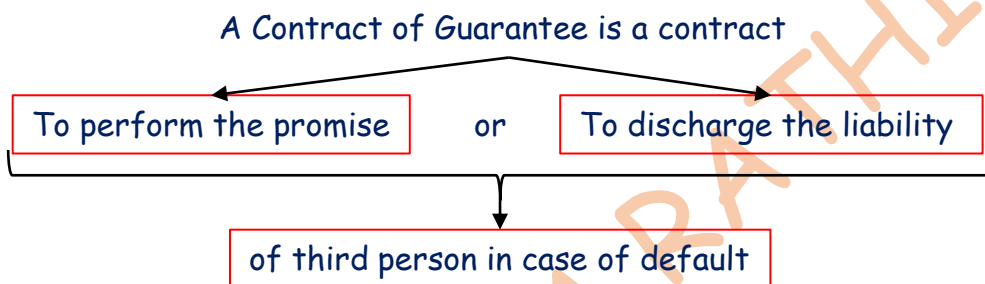 A Contract of Guarantee is a contract
To perform the promise or To discharge the liability
of third person in case of default
RATHI